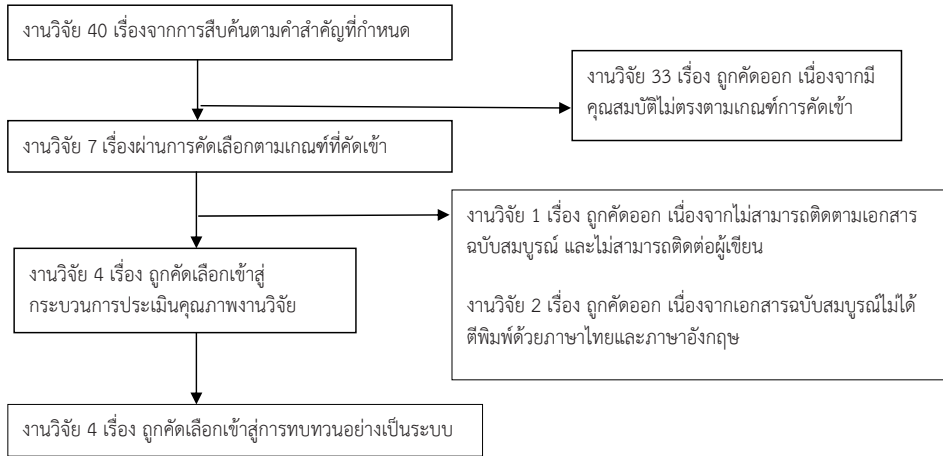 งานวิจัย 40 เรื่องจากการสืบค้นตามคำสำคัญที่กำหนด
งานวิจัย 33 เรื่อง ถูกคัดออก เนื่องจากมี
คุณสมบัติไม่ตรงตามเกณฑ์การคัดเข้า
งานวิจัย 7 เรื่องผ่านการคัดเลือกตามเกณฑ์ที่คัดเข้า
งานวิจัย 1 เรื่อง ถูกคัดออก เนื่องจากไม่สามารถติดตามเอกสาร
ฉบับสมบูรณ์ และไม่สามารถติดต่อผู้เขียน
งานวิจัย 2 เรื่อง ถูกคัดออก เนื่องจากเอกสารฉบับสมบูรณ์ไม่ได้
ตีพิมพ์ด้วยภาษาไทยและภาษาอังกฤษ
งานวิจัย 4 เรื่อง ถูกคัดเลือกเข้าสู่
กระบวนการประเมินคุณภาพงานวิจัย
งานวิจัย 4 เรื่อง ถูกคัดเลือกเข้าสู่การทบทวนอย่างเป็นระบบ